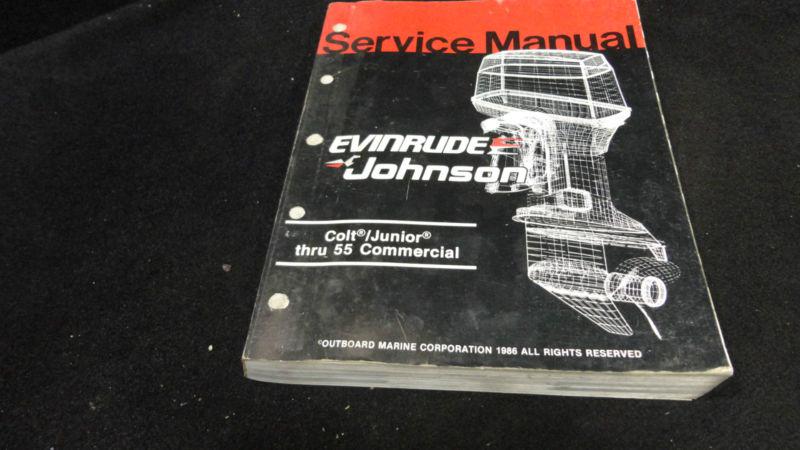 Service Manual
EVINRUDE
Johnson
Colt®/Junior®
thru 55 Commercial
©OUTBOARD MARINE CORPORATION 1986 ALL RIGHTS RESERVED